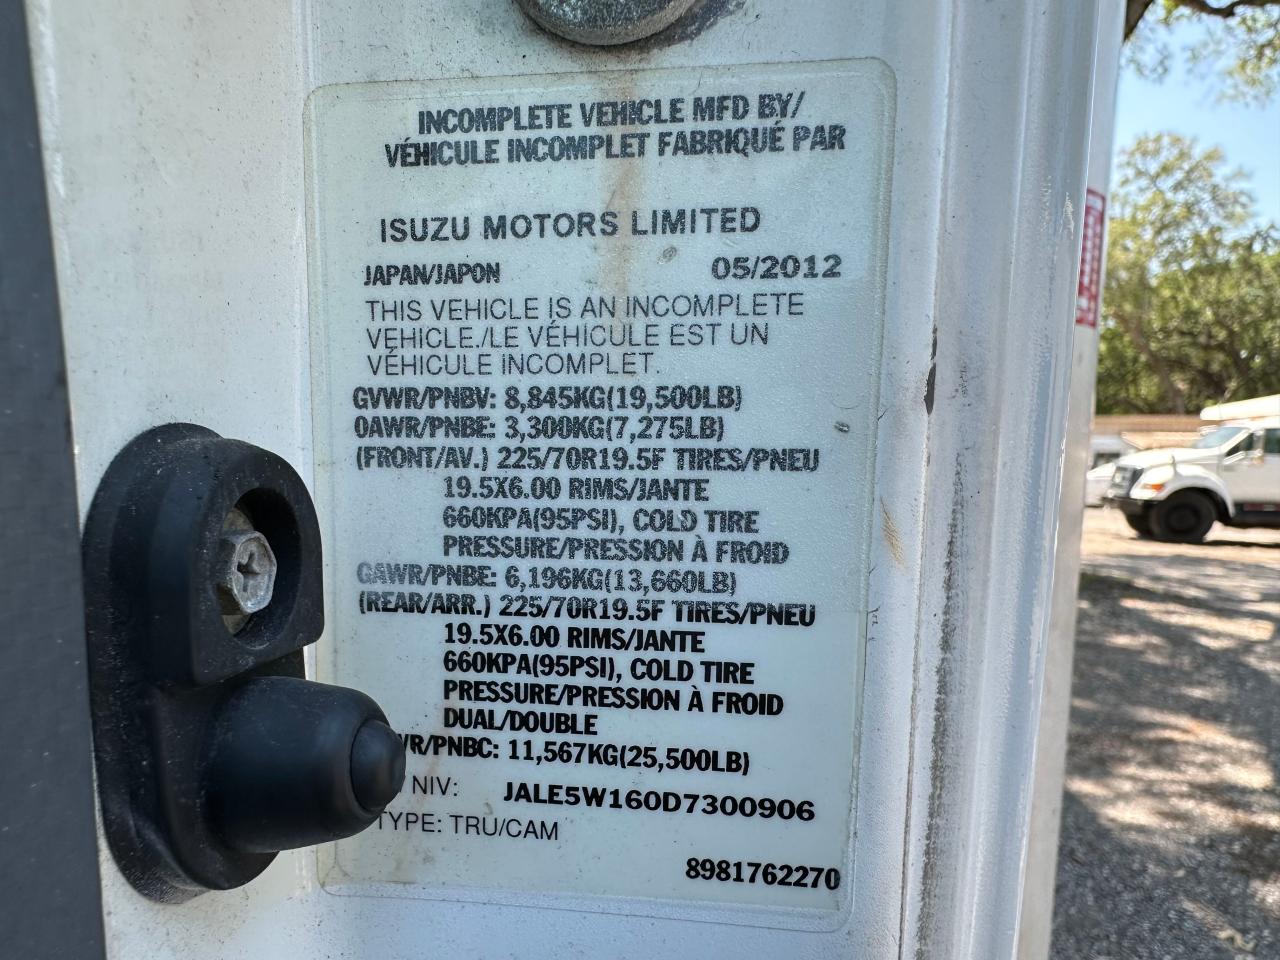 INCOMPLETE VEHICLE MFD BY/
VÉHICULE INCOMPLET FABRIQUÉ PAR
ISUZU MOTORS LIMITED
JAPAN/JAPON 05/2012
THIS VEHICLE IS AN INCOMPLETE
VEHICLE./LE VÉHICULE EST UN
VÉHICULE INCOMPLET.
GVWR/PNBV: 8,845KG(19,500LB)
GAWR/PNBE: 3,300KG(7,275LB)
(FRONT/AV.) 225/70R19.5F TIRES/PNEU
19.5X6.00 RIMS/JANTE
660KPA(95PSI), COLD TIRE
PRESSURE/PRESSION À FROID
GAWR/PNBE: 6,196KG(13,660LB)
(REAR/ARR.) 225/70R19.5F TIRES/PNEU
19.5X6.00 RIMS/JANTE
660KPA(95PSI), COLD TIRE
PRESSURE/PRESSION À FROID
DUAL/DOUBLE
WR/PNBC: 11,567KG(25,500LB)
NIV: JALE5W160D7300906
TYPE: TRU/CAM
8981762270